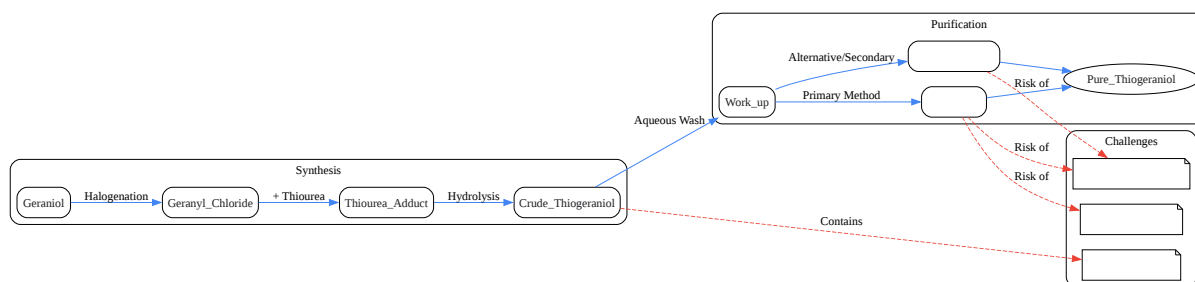 Purification
Alternative/Secondary
Risk of
Pure_Thiogeraniol
Work_up
Primary Method
Aqueous Wash
Challenges
Risk of
Synthesis
Risk of
Geraniol
Halogenation
Geranyl_Chloride
+ Thiourea
Thiourea_Adduct
Hydrolysis
Crude_Thiogeraniol
Contains